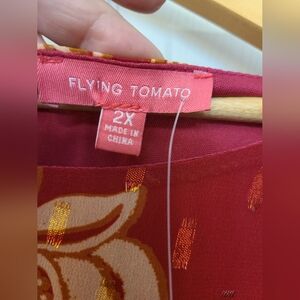 FLYING TOMATO
2X
MADE IN
CHINA